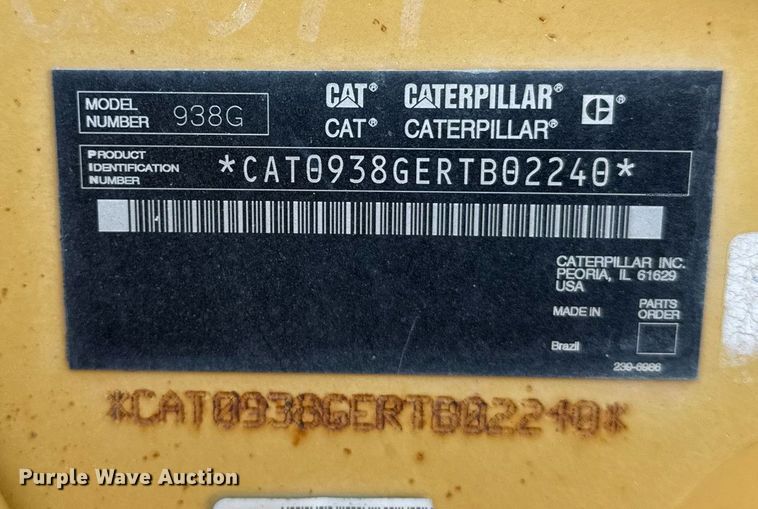 MODEL NUMBER 938G
CAT® CATERPILLAR®
CAT® CATERPILLAR®
PRODUCT IDENTIFICATION NUMBER *CAT0938GERTB02240*
CATERPILLAR INC.
PEORIA, IL 61629
USA
MADE IN
PARTS ORDER
Brazil
239-6986
*CAT0938GERTB02240*
Purple Wave Auction